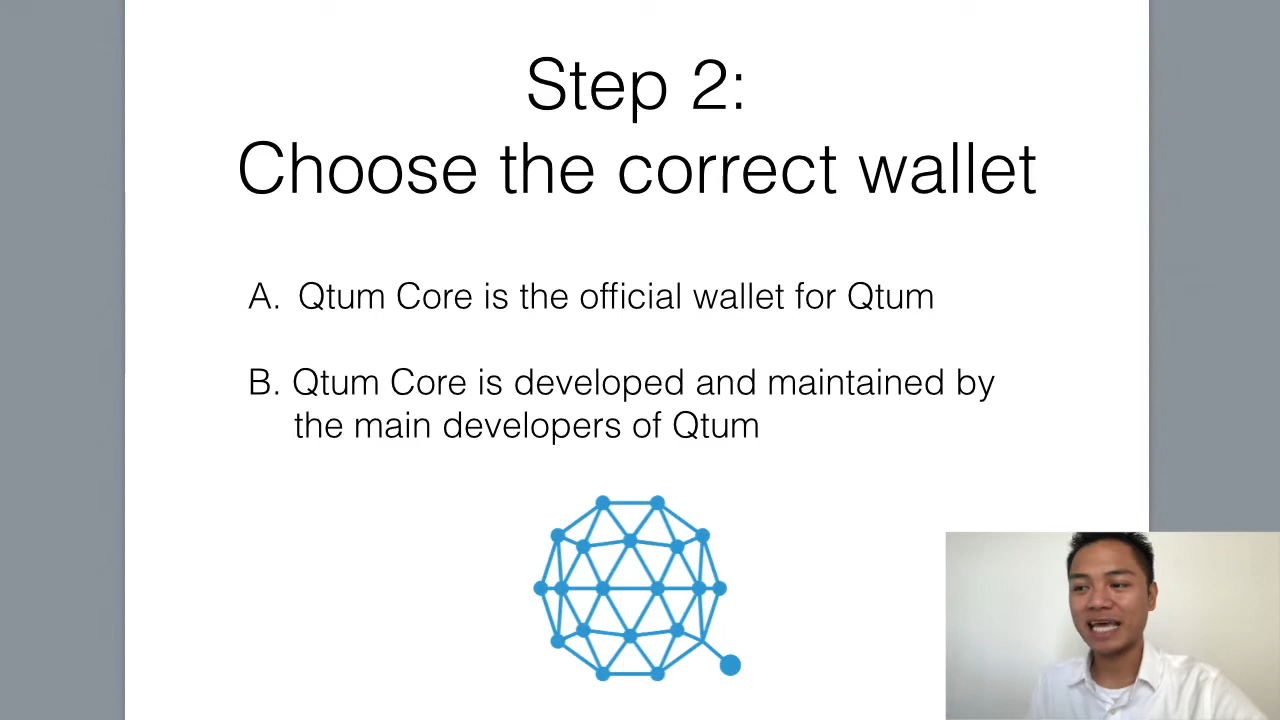 Step 2:
Choose the correct wallet
A. Qtum Core is the official wallet for Qtum
B. Qtum Core is developed and maintained by
the main developers of Qtum